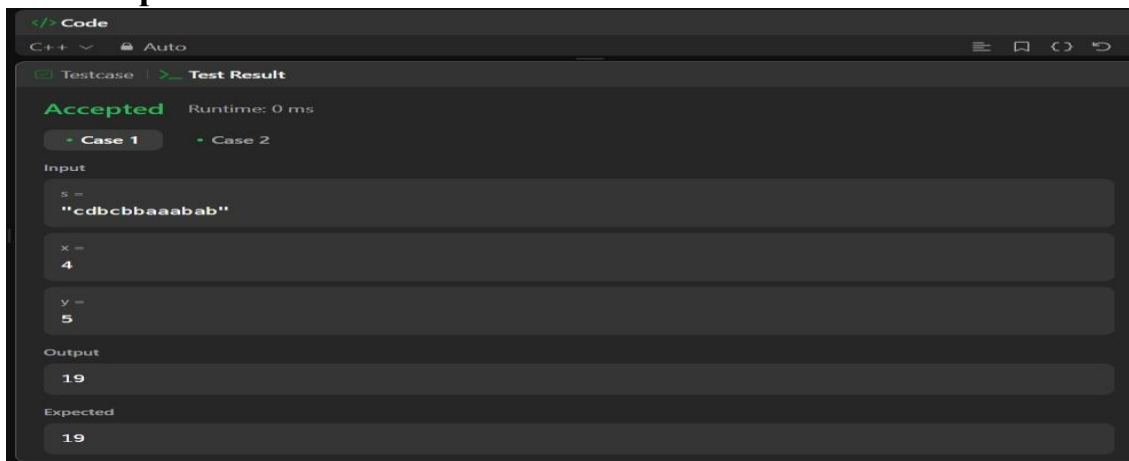 </> Code
C++ Auto
Testcase >_ Test Result
Accepted Runtime: 0 ms
• Case 1 • Case 2
Input
s =
"cdbcbbaaabab"
x =
4
y =
5
Output
19
Expected
19